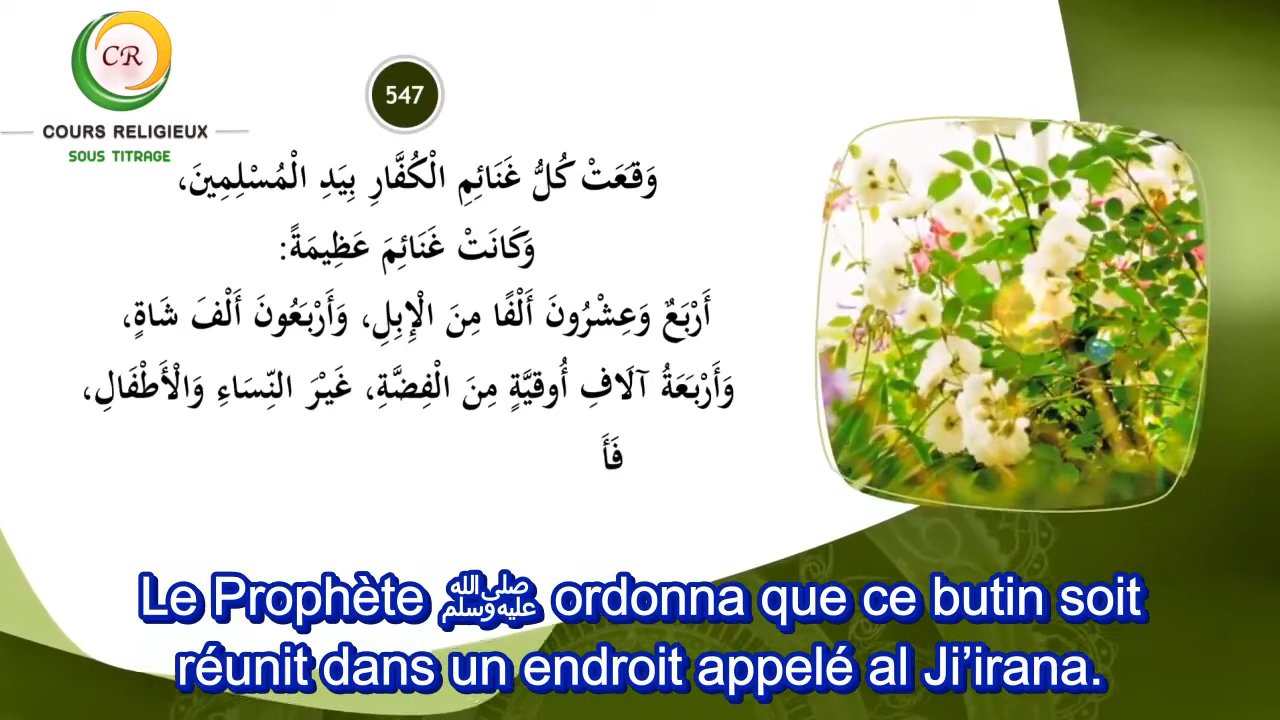 CR
COURS RELIGIEUX
SOUS TITRAGE
547
وَقَعَتْ كُلُّ غَنَائِمِ الْكُفَّارِ بِيَدِ الْمُسْلِمِينَ،
وَكَانَتْ غَنَائِمَ عَظِيمَةً:
أَرْبَعٌ وَعِشْرُونَ أَلْفًا مِنَ الْإِبِلِ، وَأَرْبَعُونَ أَلْفَ شَاةٍ،
وَأَرْبَعَةُ آلَافِ أُوقِيَّةٍ مِنَ الْفِضَّةِ، غَيْرَ النِّسَاءِ وَالْأَطْفَالِ،
فَأَ
Le Prophète ﷺ ordonna que ce butin soit
réunit dans un endroit appelé al Ji’irana.